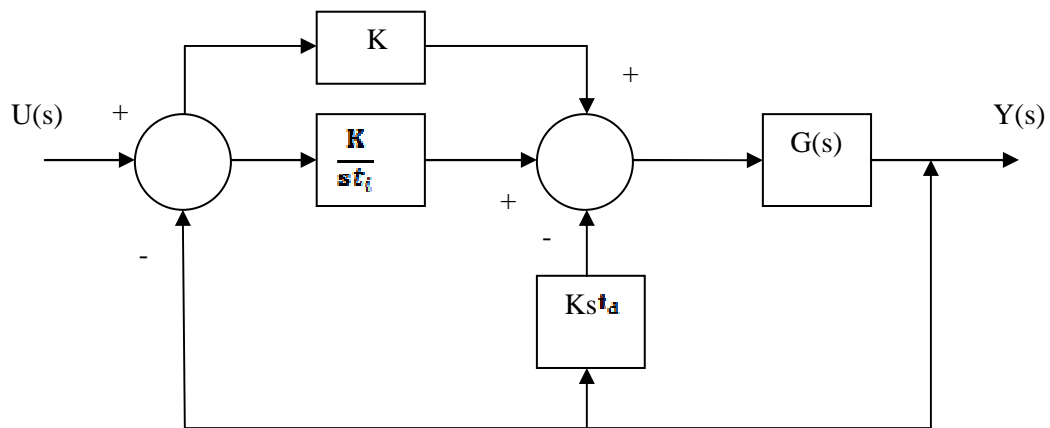 K
+
U(s)
+
Y(s)
K
st_i
G(s)
+
-
-
Kst_d